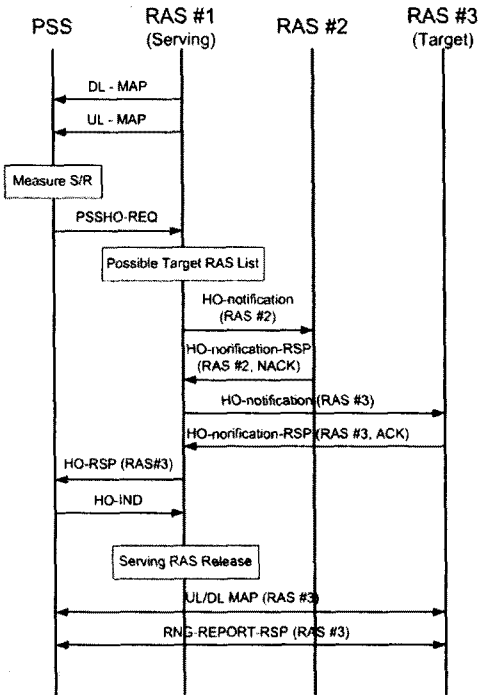 PSS
RAS #1
(Serving)
RAS #2
RAS #3
(Target)
DL - MAP
UL - MAP
Measure S/R
PSSHO-REQ
Possible Target RAS List
HO-notification
(RAS #2)
HO-norification-RSP
(RAS #2, NACK)
HO-notification (RAS #3)
HO-norification-RSP (RAS #3, ACK)
HO-RSP (RAS#3)
HO-IND
Serving RAS Release
UL/DL MAP (RAS #3)
RNG-REPORT-RSP (RAS #3)